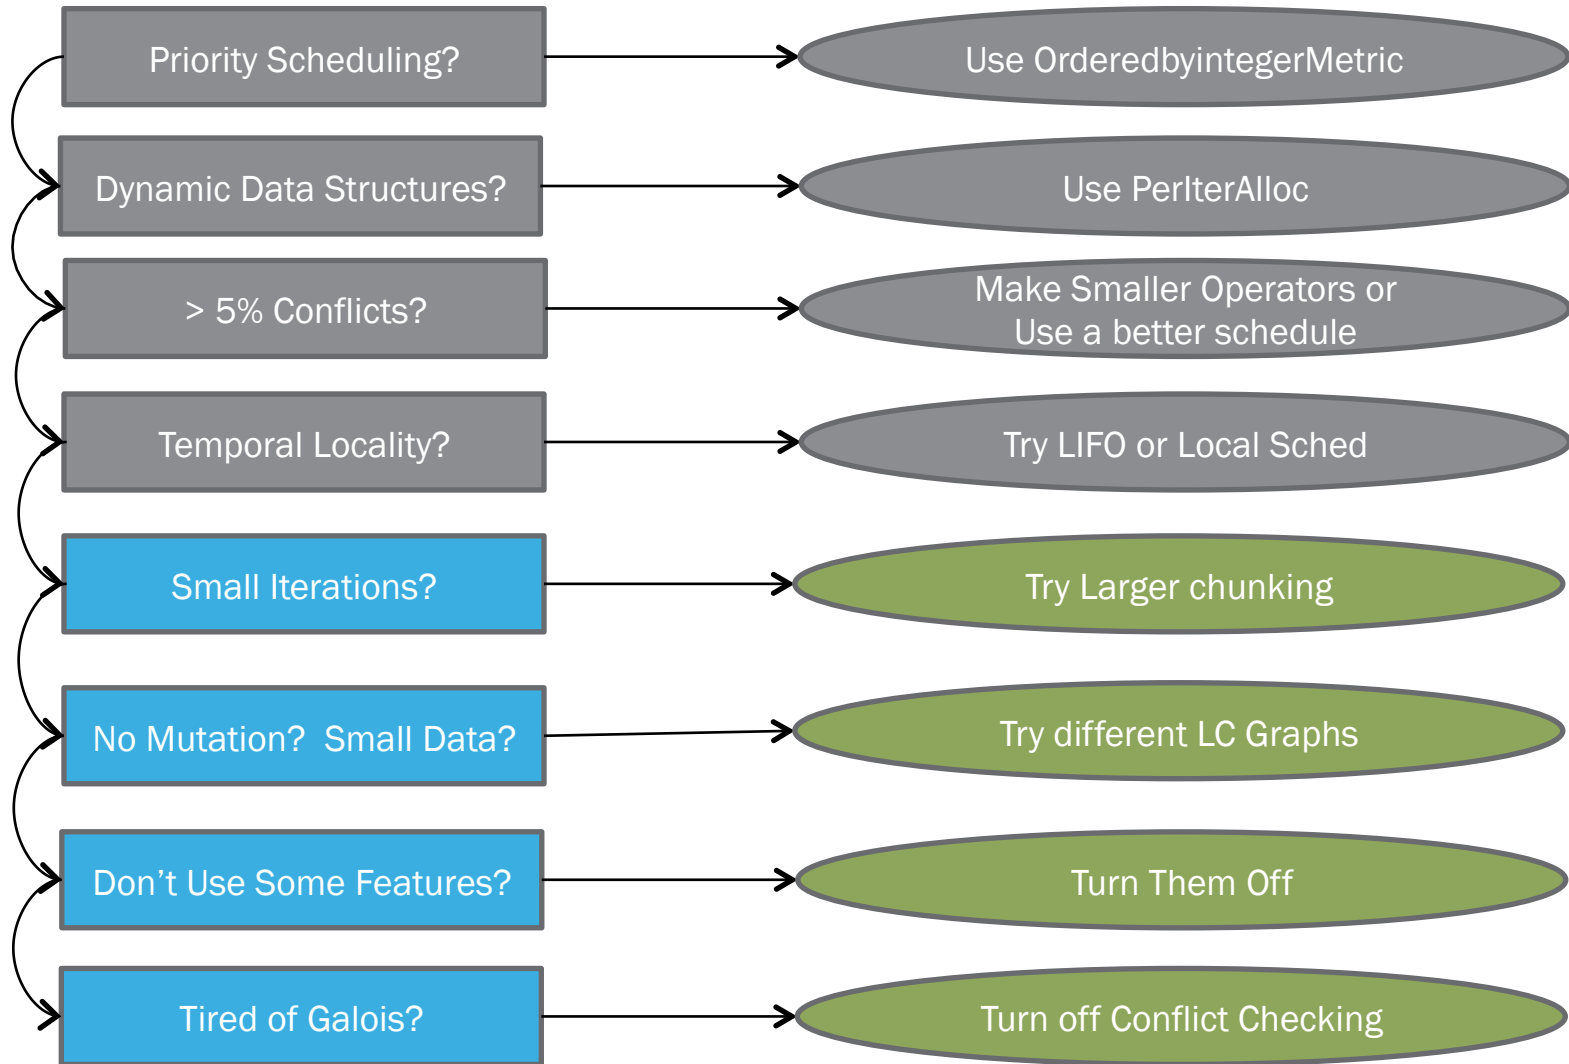 Priority Scheduling?
Use OrderedbyintegerMetric
Dynamic Data Structures?
Use PerIterAlloc
> 5% Conflicts?
Make Smaller Operators or
Use a better schedule
Temporal Locality?
Try LIFO or Local Sched
Small Iterations?
Try Larger chunking
No Mutation?  Small Data?
Try different LC Graphs
Don’t Use Some Features?
Turn Them Off
Tired of Galois?
Turn off Conflict Checking